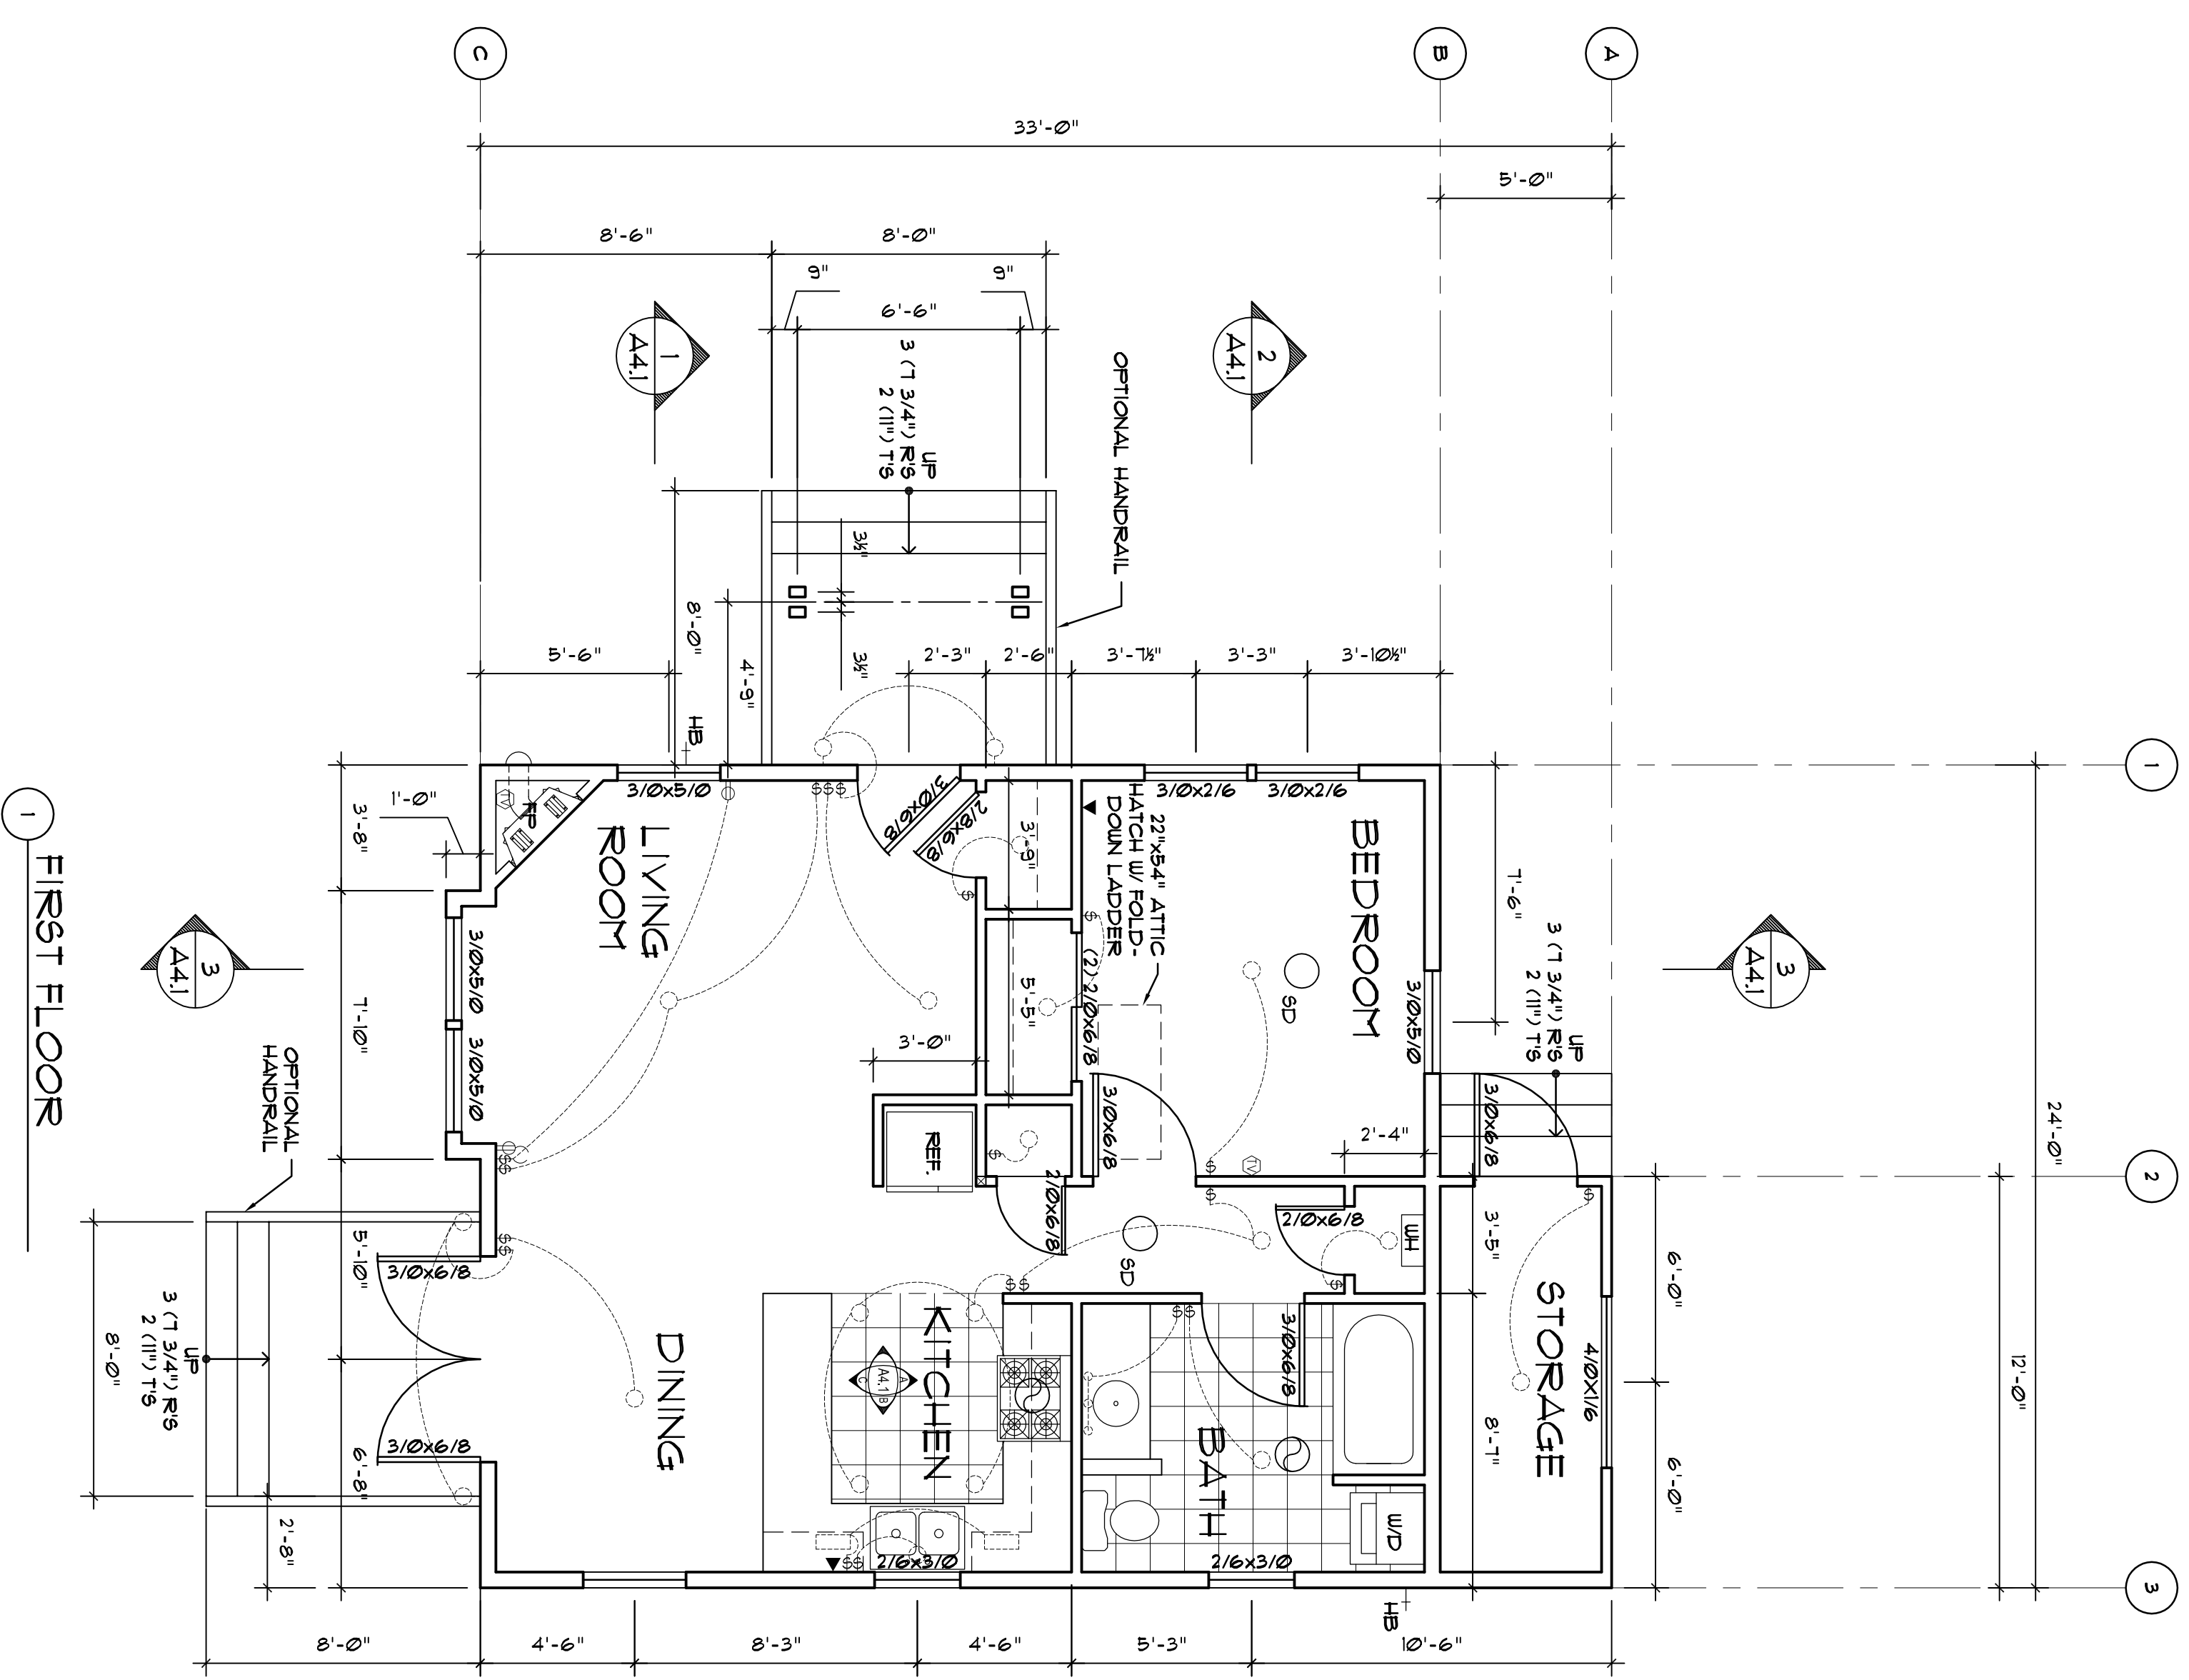 C
B
A
33'-0"
5'-0"
8'-6"
8'-0"
9"
9"
6'-6"
1
A4.1
2
A4.1
UP
3 (7 3/4") R'S
2 (11") T'S
OPTIONAL HANDRAIL
3½"
3½"
8'-0"
4'-9"
5'-6"
2'-3"
2'-6"
3'-7½"
3'-3"
3'-10½"
HB
1
3'-8"
1'-0"
FP
TV
3/0x5/0
LIVING
ROOM
$$$
3/0x6/8
2/8x6/8
3'-9"
$
22"x54" ATTIC
HATCH W/ FOLD-
DOWN LADDER
3/0x2/6
3/0x2/6
BEDROOM
SD
7'-6"
3/0x5/0
UP
3 (7 3/4") R'S
2 (11") T'S
3
A4.1
24'-0"
3
A4.1
3/0x5/0
3/0x5/0
7'-10"
5'-5"
$
(2) 2/0x6/8
3'-0"
REF.
$
3/0x6/8
2'-4"
TV
$
3/0x6/8
2
OPTIONAL
HANDRAIL
$$
$$
2/0x6/8
SD
$
2/0x6/8
WH
$
$
3'-5"
6'-0"
12'-0"
5'-10"
3/0x6/8
8'-0"
UP
3 (7 3/4") R'S
2 (11") T'S
3/0x6/8
6'-8"
2'-8"
DINING
KITCHEN
A
B
C
A4.1
$$
$$
3/0x6/8
BATH
STORAGE
4/0x1/6
8'-7"
6'-0"
W/D
$$
2/6x3/0
2/6x3/0
HB
3
8'-0"
4'-6"
8'-3"
4'-6"
5'-3"
10'-6"
1
FIRST FLOOR